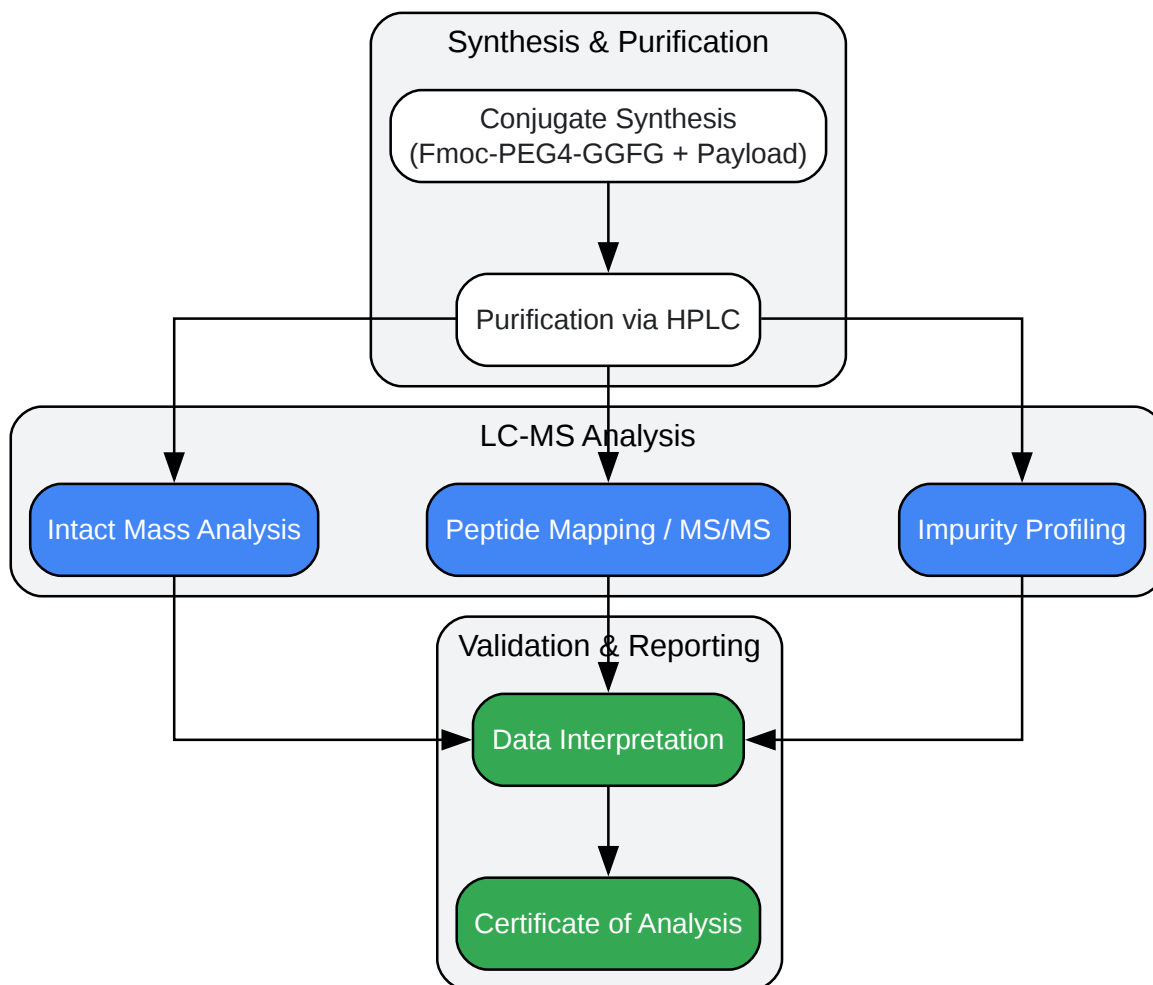 Synthesis & Purification
Conjugate Synthesis
(Fmoc-PEG4-GGFG + Payload)
Purification via HPLC
LC-MS Analysis
Intact Mass Analysis
Peptide Mapping / MS/MS
Impurity Profiling
Validation & Reporting
Data Interpretation
Certificate of Analysis